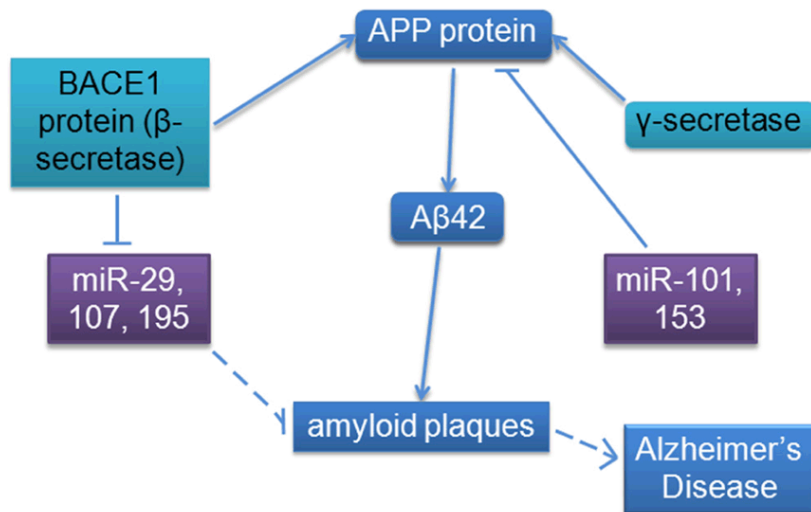 APP protein
BACE1
protein (β-
secretase)
γ-secretase
Aβ42
miR-29,
107, 195
miR-101,
153
amyloid plaques
Alzheimer's
Disease